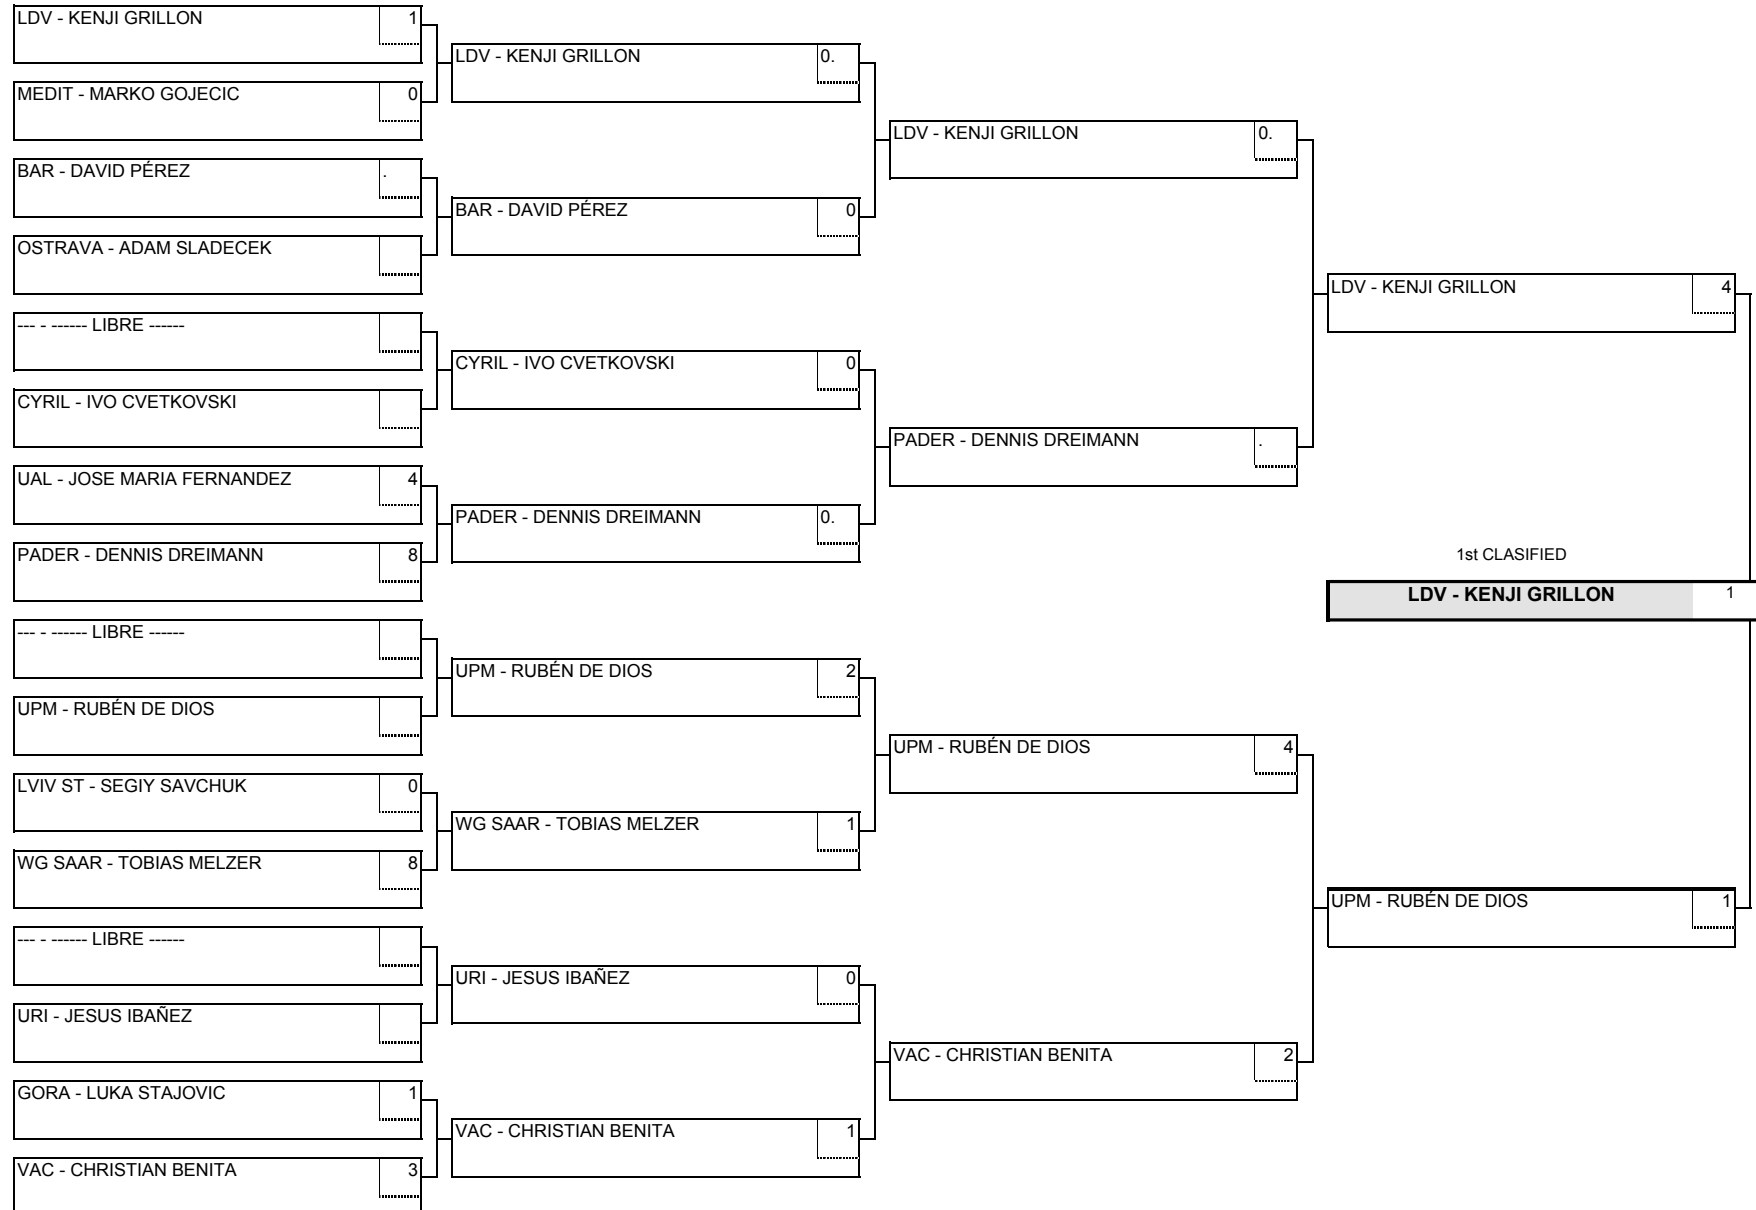 LDV - KENJI GRILLON 1
MEDIT - MARKO GOJECIC 0
BAR - DAVID PÉREZ .
OSTRAVA - ADAM SLADECEK
--- - ------ LIBRE ------
CYRIL - IVO CVETKOVSKI
UAL - JOSE MARIA FERNANDEZ 4
PADER - DENNIS DREIMANN 8
--- - ------ LIBRE ------
UPM - RUBÉN DE DIOS
LVIV ST - SEGIY SAVCHUK 0
WG SAAR - TOBIAS MELZER 8
--- - ------ LIBRE ------
URI - JESUS IBAÑEZ
GORA - LUKA STAJOVIC 1
VAC - CHRISTIAN BENITA 3
LDV - KENJI GRILLON 0.
BAR - DAVID PÉREZ 0
CYRIL - IVO CVETKOVSKI 0
PADER - DENNIS DREIMANN 0.
UPM - RUBÉN DE DIOS 2
WG SAAR - TOBIAS MELZER 1
URI - JESUS IBAÑEZ 0
VAC - CHRISTIAN BENITA 1
LDV - KENJI GRILLON 0.
PADER - DENNIS DREIMANN .
UPM - RUBÉN DE DIOS 4
VAC - CHRISTIAN BENITA 2
LDV - KENJI GRILLON 4
1st CLASIFIED
LDV - KENJI GRILLON 1
UPM - RUBÉN DE DIOS 1